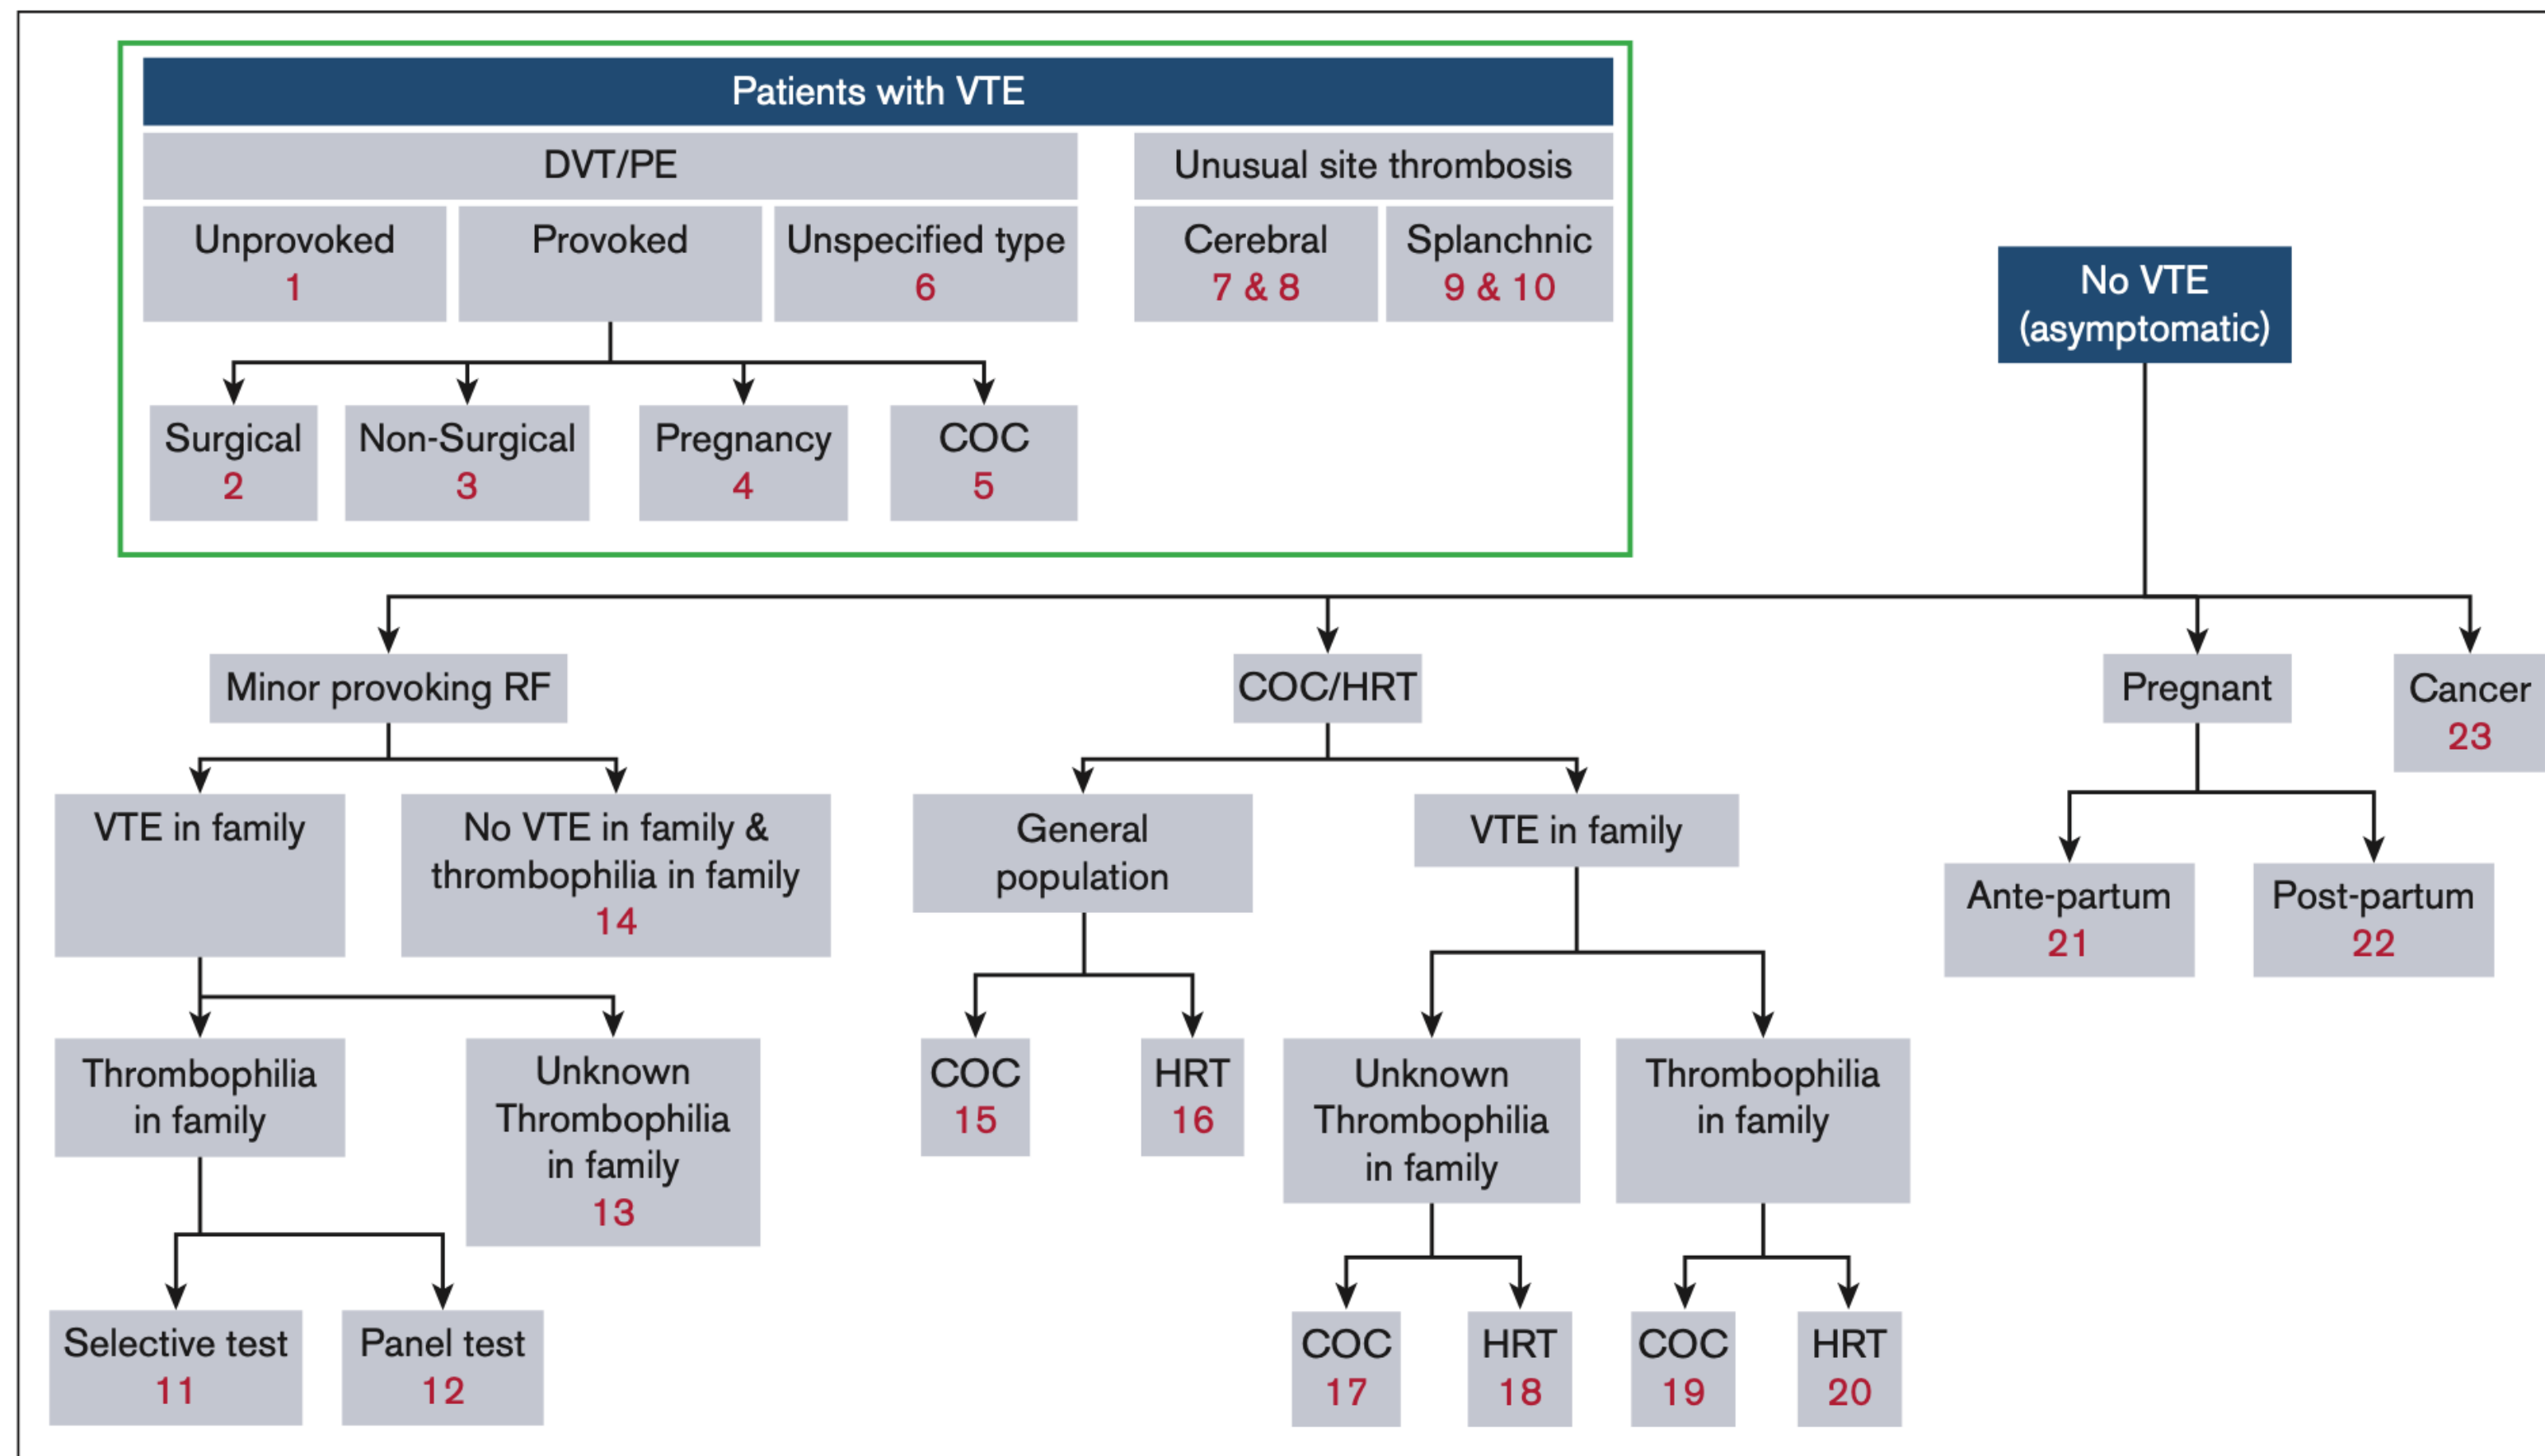 Patients with VTE
DVT/PE
Unusual site thrombosis
Unprovoked
1
Provoked
Unspecified type
6
Cerebral
7 & 8
Splanchnic
9 & 10
Surgical
2
Non-Surgical
3
Pregnancy
4
COC
5
No VTE
(asymptomatic)
Minor provoking RF
COC/HRT
Pregnant
Cancer
23
VTE in family
No VTE in family &
thrombophilia in family
14
General
population
VTE in family
Ante-partum
21
Post-partum
22
Thrombophilia
in family
Unknown
Thrombophilia
in family
13
COC
15
HRT
16
Unknown
Thrombophilia
in family
Thrombophilia
in family
Selective test
11
Panel test
12
COC
17
HRT
18
COC
19
HRT
20